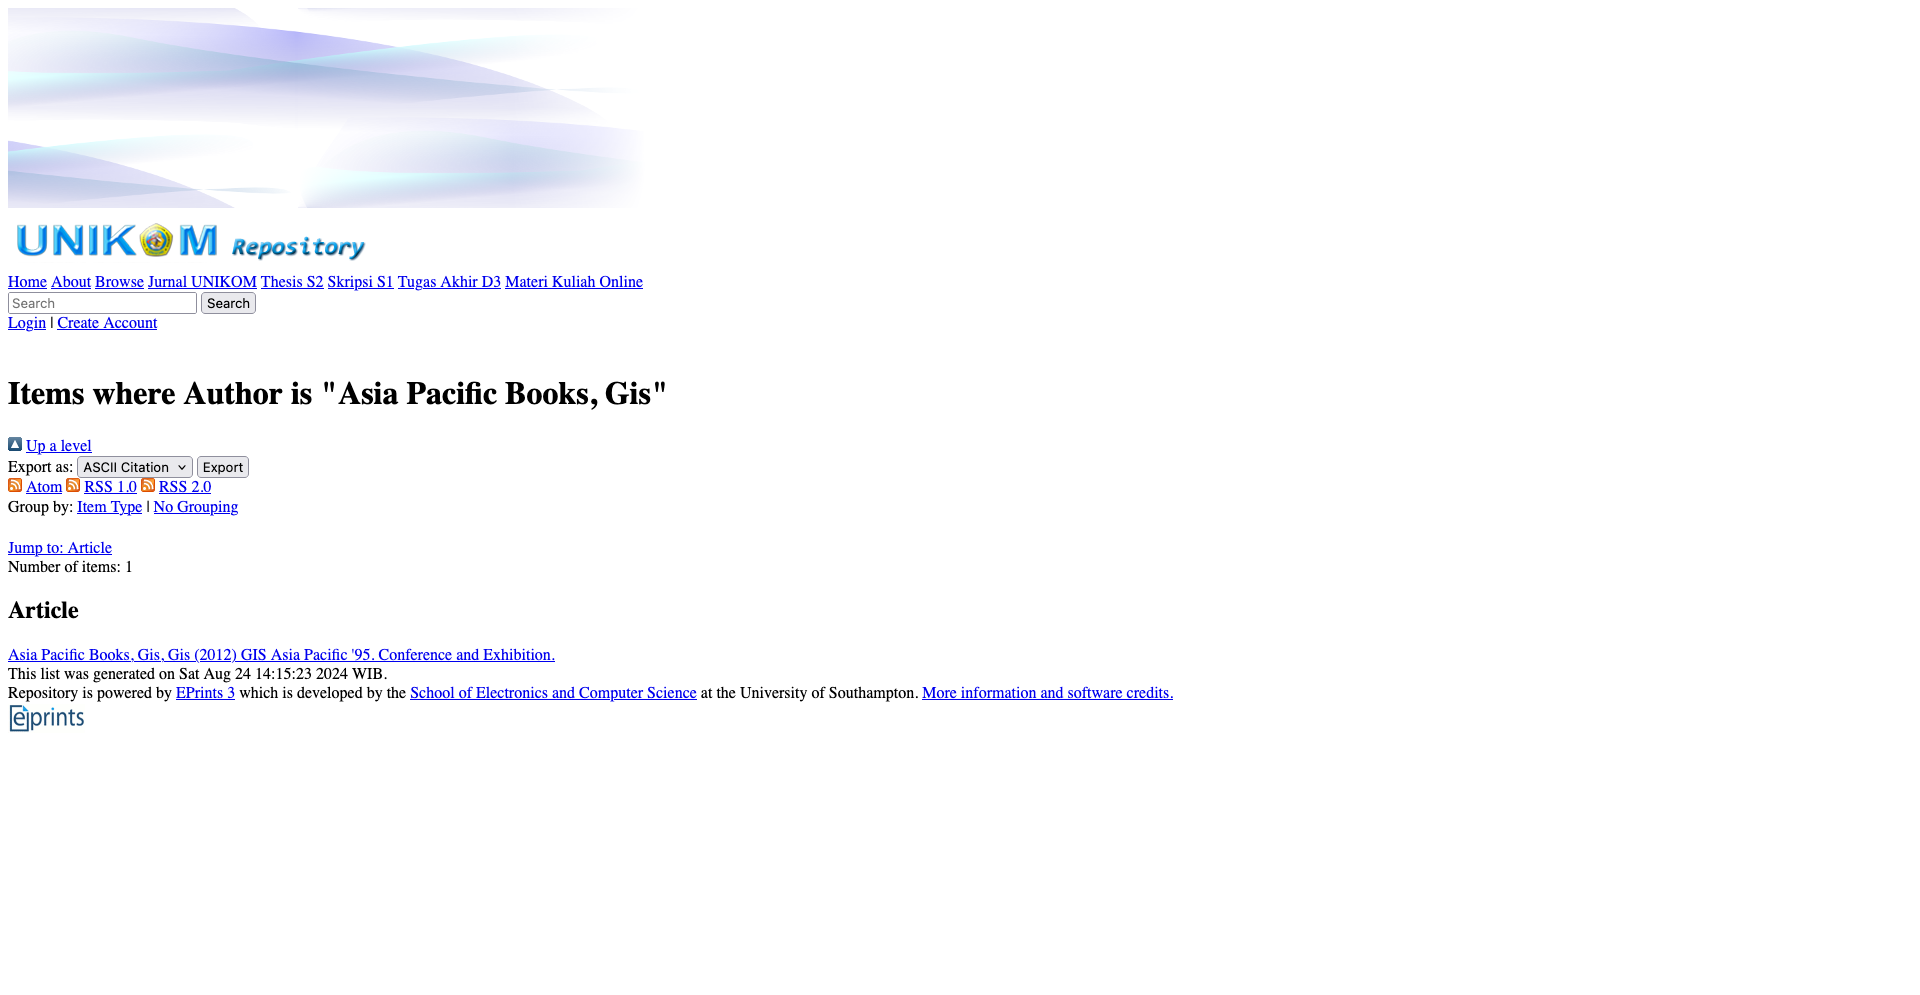 UNIKOM Repository
Home About Browse Jurnal UNIKOM Thesis S2 Skripsi S1 Tugas Akhir D3 Materi Kuliah Online
Search Search
Login | Create Account
Items where Author is "Asia Pacific Books, Gis"
Up a level
Export as: ASCII Citation Export
Atom RSS 1.0 RSS 2.0
Group by: Item Type | No Grouping
Jump to: Article
Number of items: 1
Article
Asia Pacific Books, Gis, Gis (2012) GIS Asia Pacific '95. Conference and Exhibition.
This list was generated on Sat Aug 24 14:15:23 2024 WIB.
Repository is powered by EPrints 3 which is developed by the School of Electronics and Computer Science at the University of Southampton. More information and software credits.
eprints